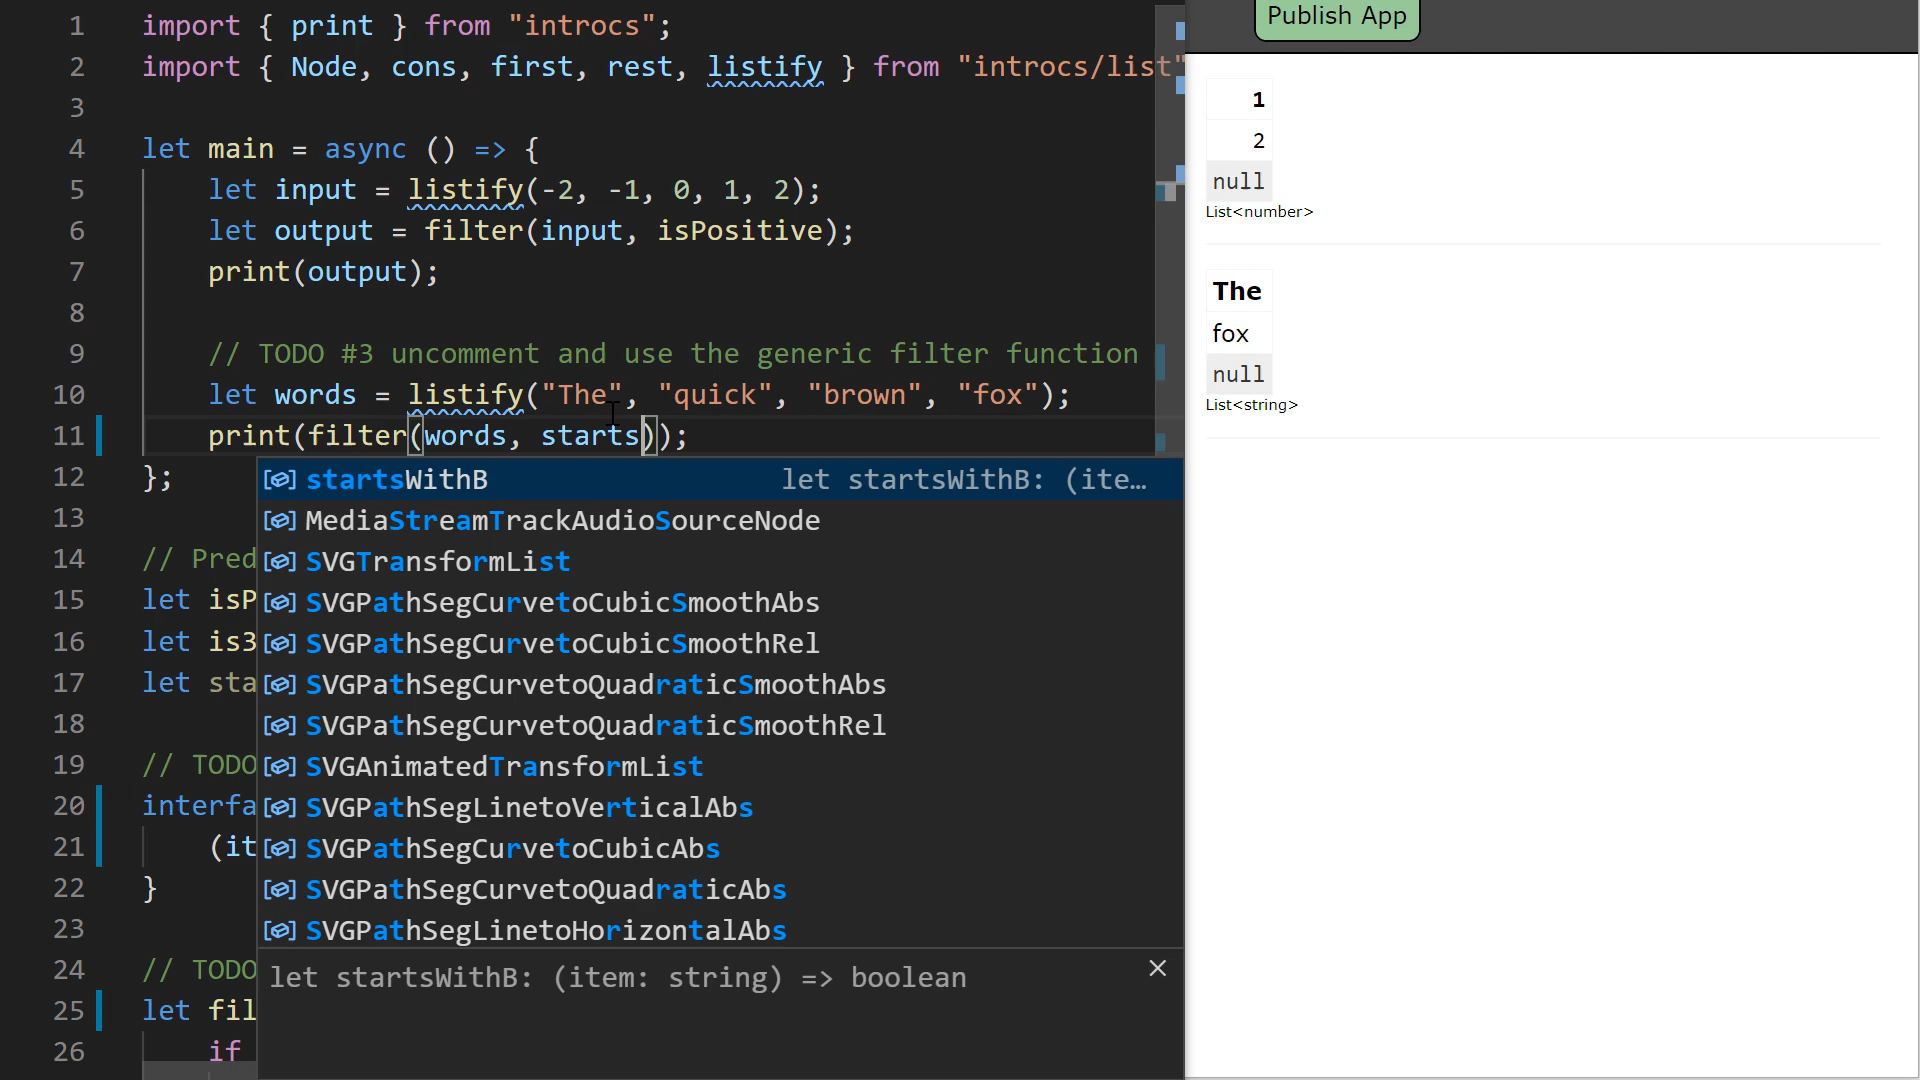 1 import { print } from "introcs";
2 import { Node, cons, first, rest, listify } from "introcs/list"
3
4 let main = async () => {
5 let input = listify(-2, -1, 0, 1, 2);
6 let output = filter(input, isPositive);
7 print(output);
8
9 // TODO #3 uncomment and use the generic filter function
10 let words = listify("The", "quick", "brown", "fox");
11 print(filter(words, starts));
12 };
13
14 // Pred
15 let isP
16 let is3
17 let sta
18
19 // TODO
20 interfa
21 (it
22 }
23
24 // TODO
25 let fil
26 if
startsWithB let startsWithB: (ite…
MediaStreamTrackAudioSourceNode
SVGTransformList
SVGPathSegCurvetoCubicSmoothAbs
SVGPathSegCurvetoCubicSmoothRel
SVGPathSegCurvetoQuadraticSmoothAbs
SVGPathSegCurvetoQuadraticSmoothRel
SVGAnimatedTransformList
SVGPathSegLinetoVerticalAbs
SVGPathSegCurvetoCubicAbs
SVGPathSegCurvetoQuadraticAbs
SVGPathSegLinetoHorizontalAbs
let startsWithB: (item: string) => boolean
Publish App
1
2
null
List<number>
The
fox
null
List<string>